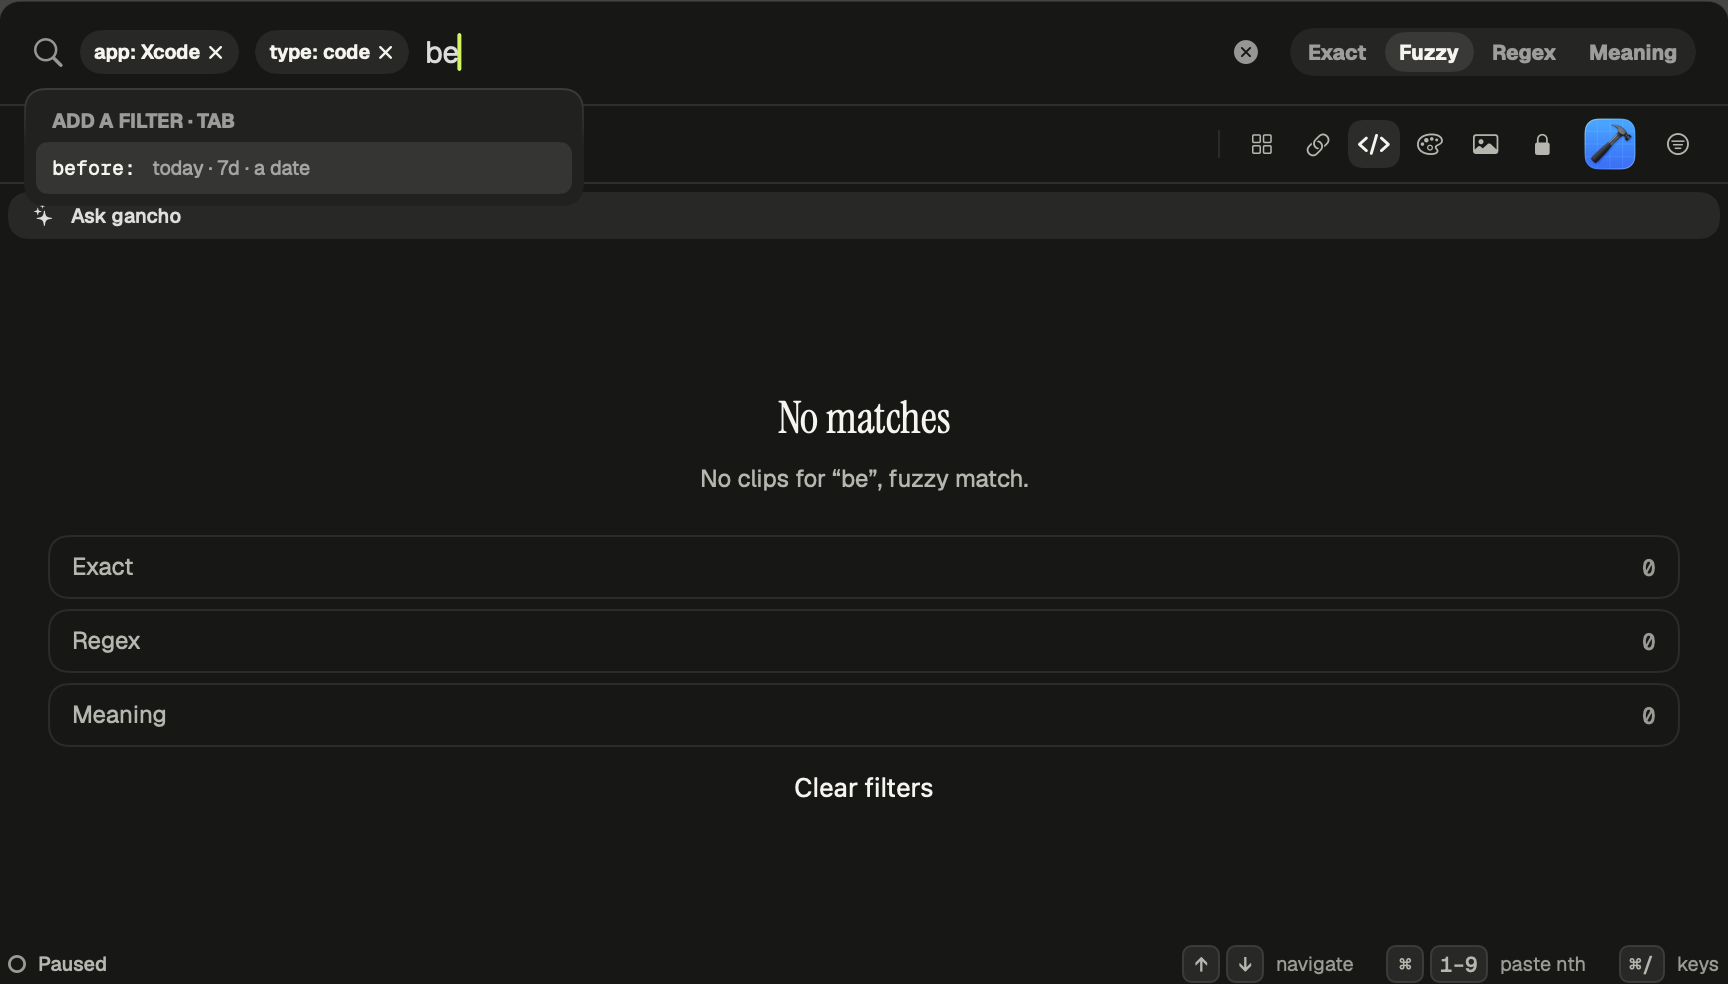 app: Xcode ✕ type: code ✕ be Exact Fuzzy Regex Meaning
ADD A FILTER · TAB
before: today · 7d · a date
Ask gancho
No matches
No clips for “be”, fuzzy match.
Exact 0
Regex 0
Meaning 0
Clear filters
Paused ↑ ↓ navigate ⌘ 1–9 paste nth ⌘/ keys